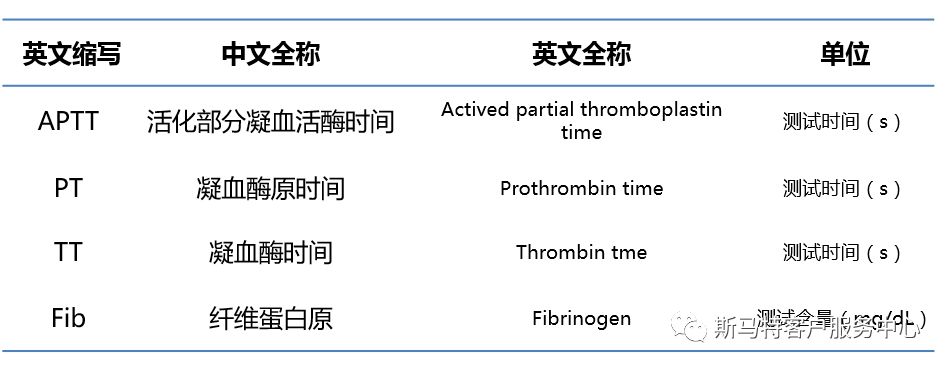 英文缩写 中文全称 英文全称 单位
APTT 活化部分凝血活酶时间 Actived partial thromboplastin time 测试时间（s）
PT 凝血酶原时间 Prothrombin time 测试时间（s）
TT 凝血酶时间 Thrombin tme 测试时间（s）
Fib 纤维蛋白原 Fibrinogen 测试含量（mg/dL）
斯马特客户服务中心